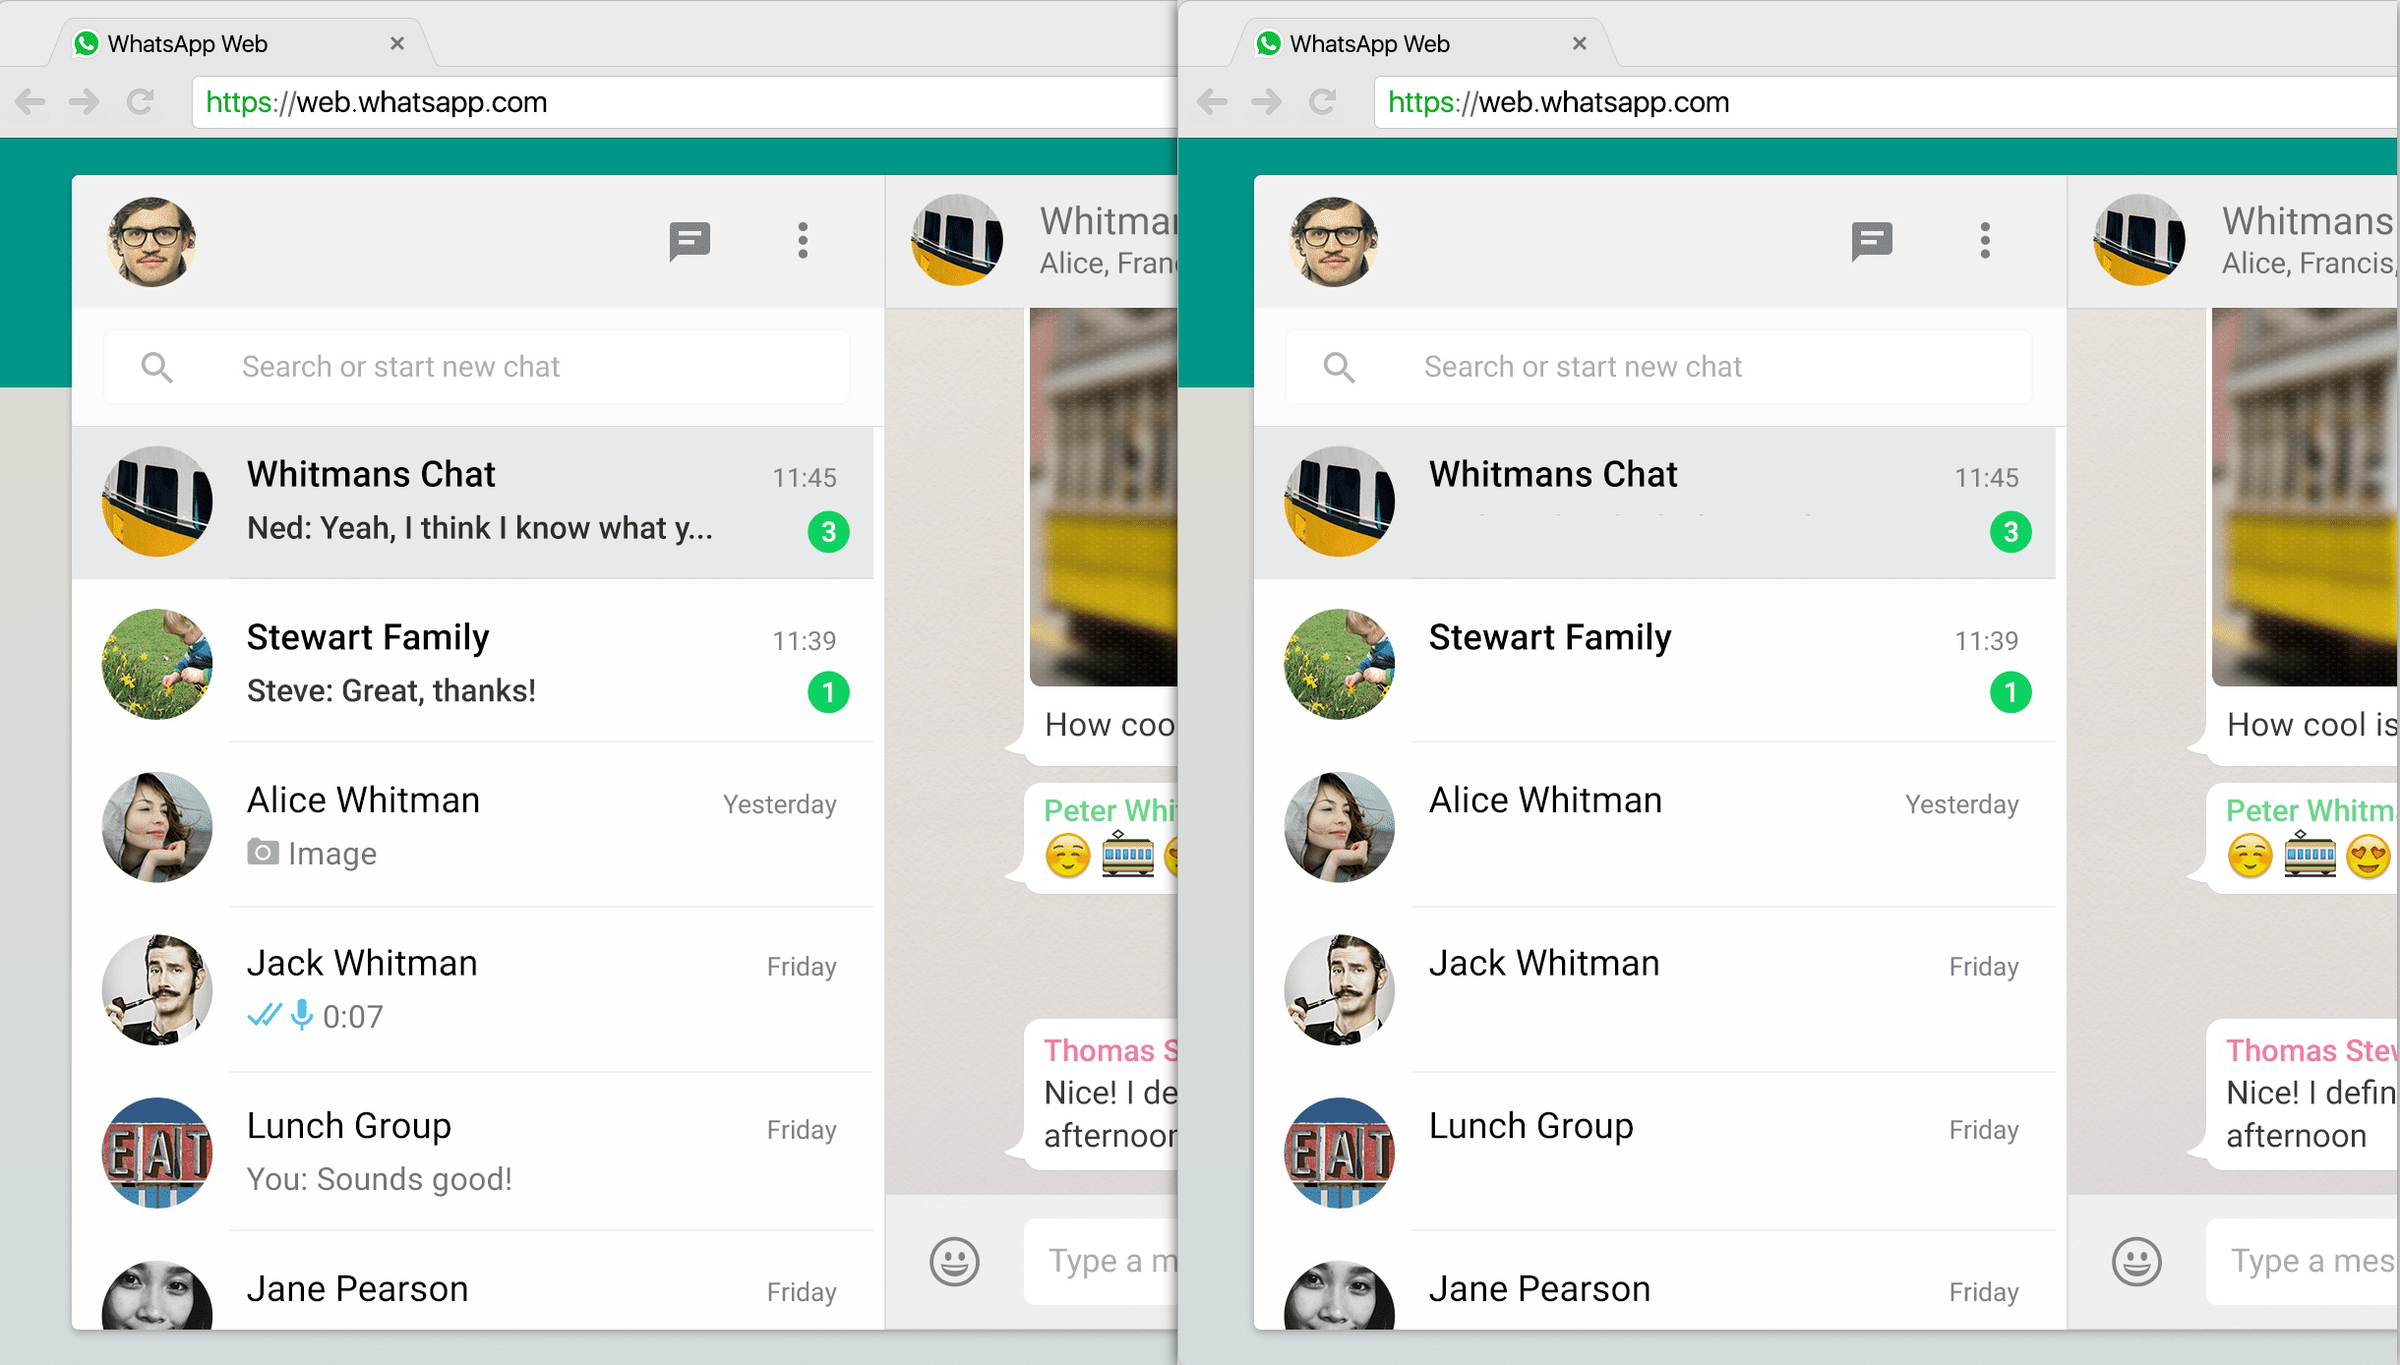 WhatsApp Web
https://web.whatsapp.com
Whitma
Alice, Fran
Search or start new chat
Whitmans Chat
11:45
Ned: Yeah, I think I know what y...
3
Stewart Family
11:39
Steve: Great, thanks!
1
Alice Whitman
Yesterday
Image
Jack Whitman
Friday
0:07
EAT
Lunch Group
Friday
You: Sounds good!
Jane Pearson
Friday
How coo
Peter Whi
Thomas S
Nice! I de
afternoon
Type a m
WhatsApp Web
https://web.whatsapp.com
Whitmans
Alice, Francis,
Search or start new chat
Whitmans Chat
11:45
3
Stewart Family
11:39
1
Alice Whitman
Yesterday
Jack Whitman
Friday
EAT
Lunch Group
Friday
Jane Pearson
Friday
How cool is
Peter Whitm
Thomas Stew
Nice! I defin
afternoon
Type a mes